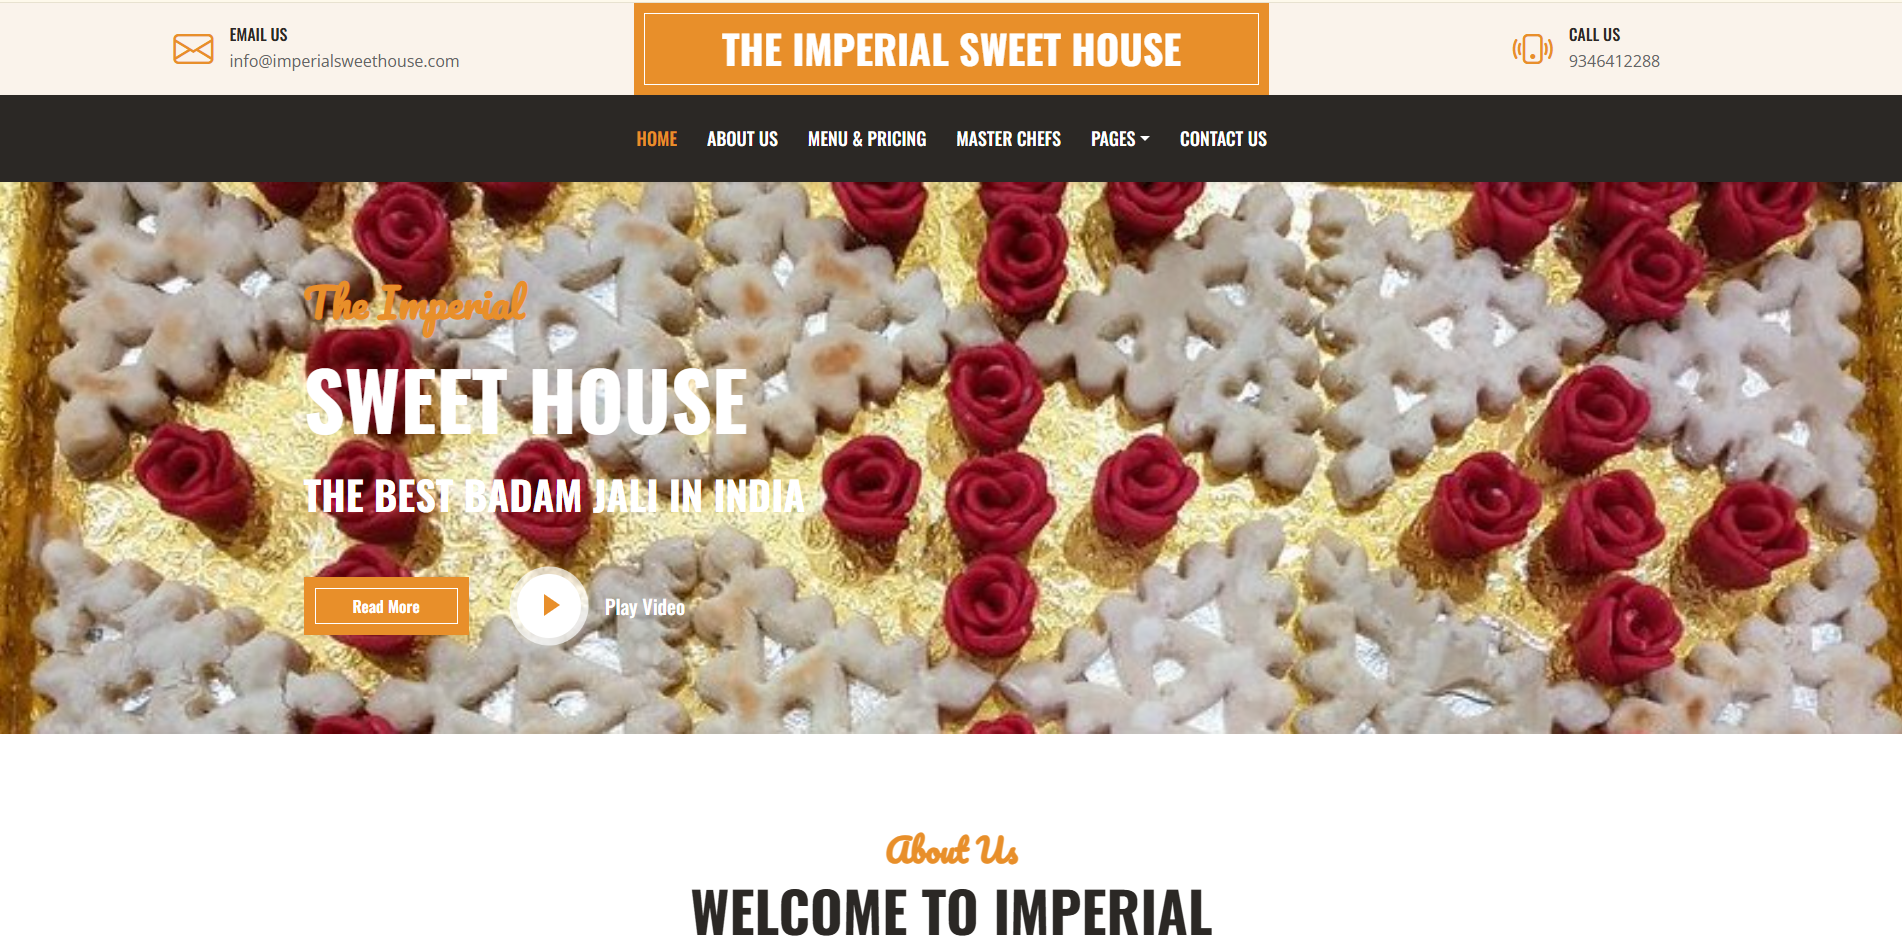 EMAIL US
info@imperialsweethouse.com
THE IMPERIAL SWEET HOUSE
CALL US
9346412288
HOME
ABOUT US
MENU & PRICING
MASTER CHEFS
PAGES
CONTACT US
The Imperial
SWEET HOUSE
THE BEST BADAM JALI IN INDIA
Read More
Play Video
About Us
WELCOME TO IMPERIAL